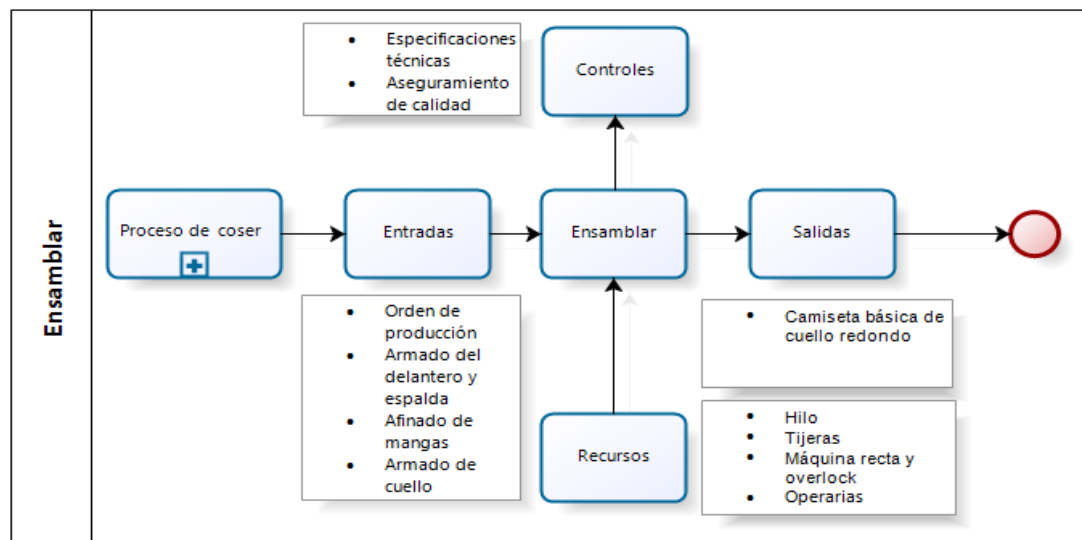 Ensamblar
• Especificaciones
técnicas
• Aseguramiento
de calidad
Controles
Proceso de coser
Entradas
Ensamblar
Salidas
• Orden de
producción
• Armado del
delantero y
espalda
• Afinado de
mangas
• Armado de
cuello
Recursos
• Camiseta básica de
cuello redondo
• Hilo
• Tijeras
• Máquina recta y
overlock
• Operarias